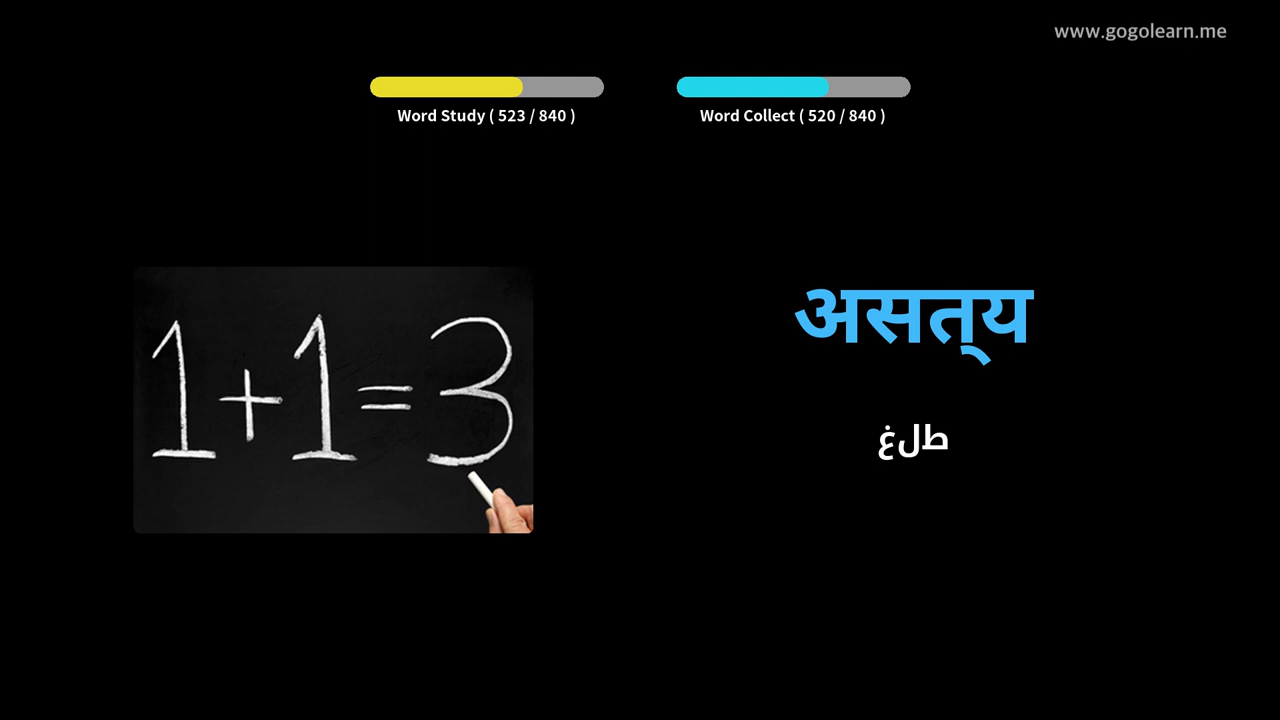 www.gogolearn.me
Word Study ( 523 / 840 )
Word Collect ( 520 / 840 )
1+1=3
असत्‌य
غلط